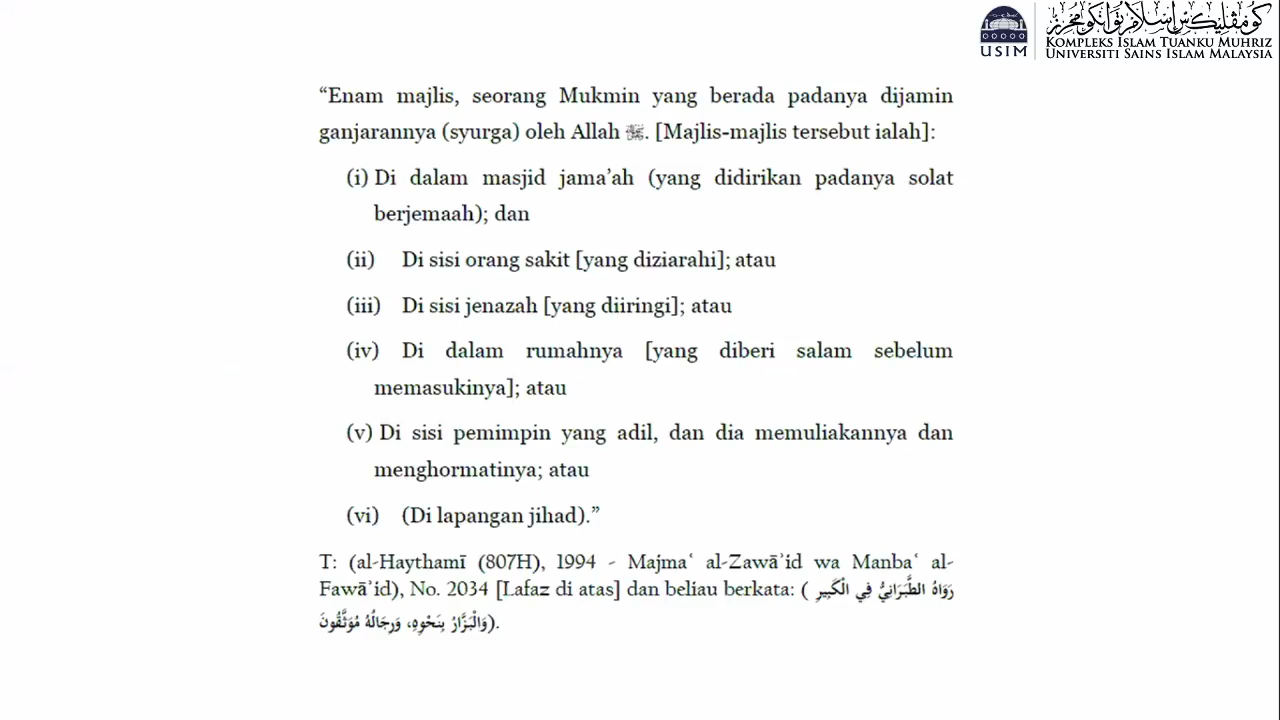 كومڤليكس اسلام توانكو محرز
USIM
KOMPLEKS ISLAM TUANKU MUHRIZ
UNIVERSITI SAINS ISLAM MALAYSIA
“Enam majlis, seorang Mukmin yang berada padanya dijamin
ganjarannya (syurga) oleh Allah ﷻ. [Majlis-majlis tersebut ialah]:
(i) Di dalam masjid jama’ah (yang didirikan padanya solat
berjemaah); dan
(ii) Di sisi orang sakit [yang diziarahi]; atau
(iii) Di sisi jenazah [yang diiringi]; atau
(iv) Di dalam rumahnya [yang diberi salam sebelum
memasukinya]; atau
(v) Di sisi pemimpin yang adil, dan dia memuliakannya dan
menghormatinya; atau
(vi) (Di lapangan jihad).”
T: (al-Haythamī (807H), 1994 - Majmaʿ al-Zawāʾid wa Manbaʿ al-
Fawāʾid), No. 2034 [Lafaz di atas] dan beliau berkata: ( رَوَاهُ الطَّبَرَانِيُّ فِي الْكَبِيرِ
وَالْبَزَّارُ بِنَحْوِهِ، وَرِجَالُهُ مُوَثَّقُونَ).